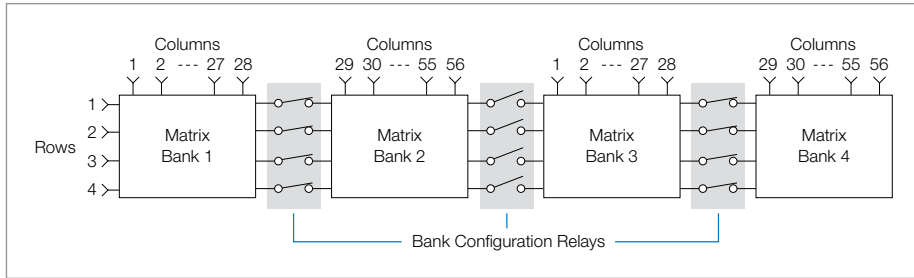 Columns Columns Columns Columns
1 2 --- 27 28 29 30 --- 55 56 1 2 --- 27 28 29 30 --- 55 56
1
2
Rows
3
4
Matrix Bank 1
Matrix Bank 2
Matrix Bank 3
Matrix Bank 4
Bank Configuration Relays